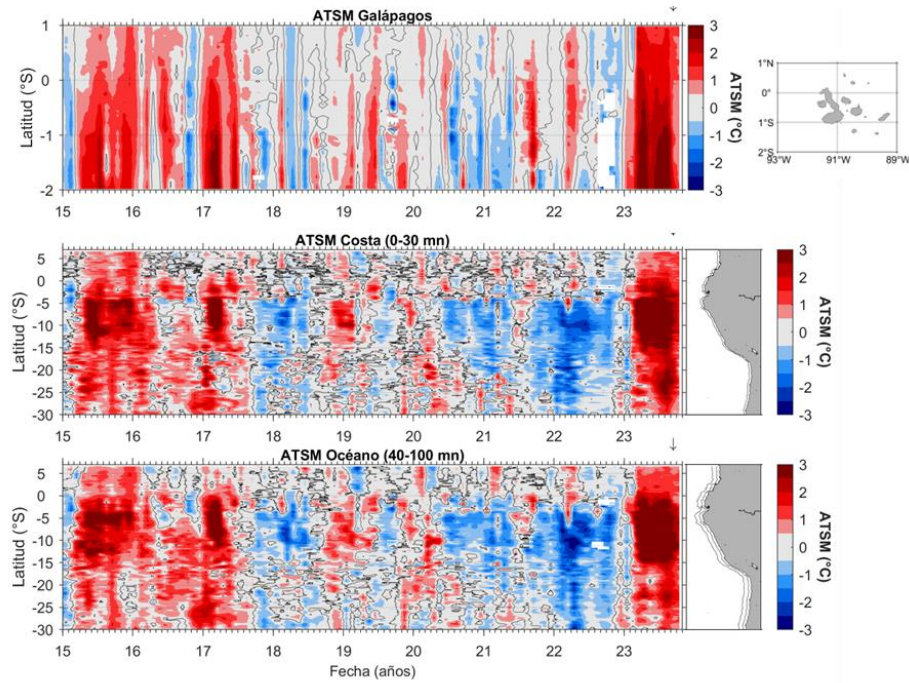 ATSM Galápagos
Latitud (°S)
1
0
-1
-2
15 16 17 18 19 20 21 22 23
3
2
1
0
-1
-2
-3
ATSM (°C)
1°N
0°
1°S
2°S
93°W 91°W 89°W
ATSM Costa (0-30 mn)
Latitud (°S)
5
0
-5
-10
-15
-20
-25
-30
15 16 17 18 19 20 21 22 23
3
2
1
0
-1
-2
-3
ATSM (°C)
ATSM Océano (40-100 mn)
Latitud (°S)
5
0
-5
-10
-15
-20
-25
-30
15 16 17 18 19 20 21 22 23
Fecha (años)
3
2
1
0
-1
-2
-3
ATSM (°C)